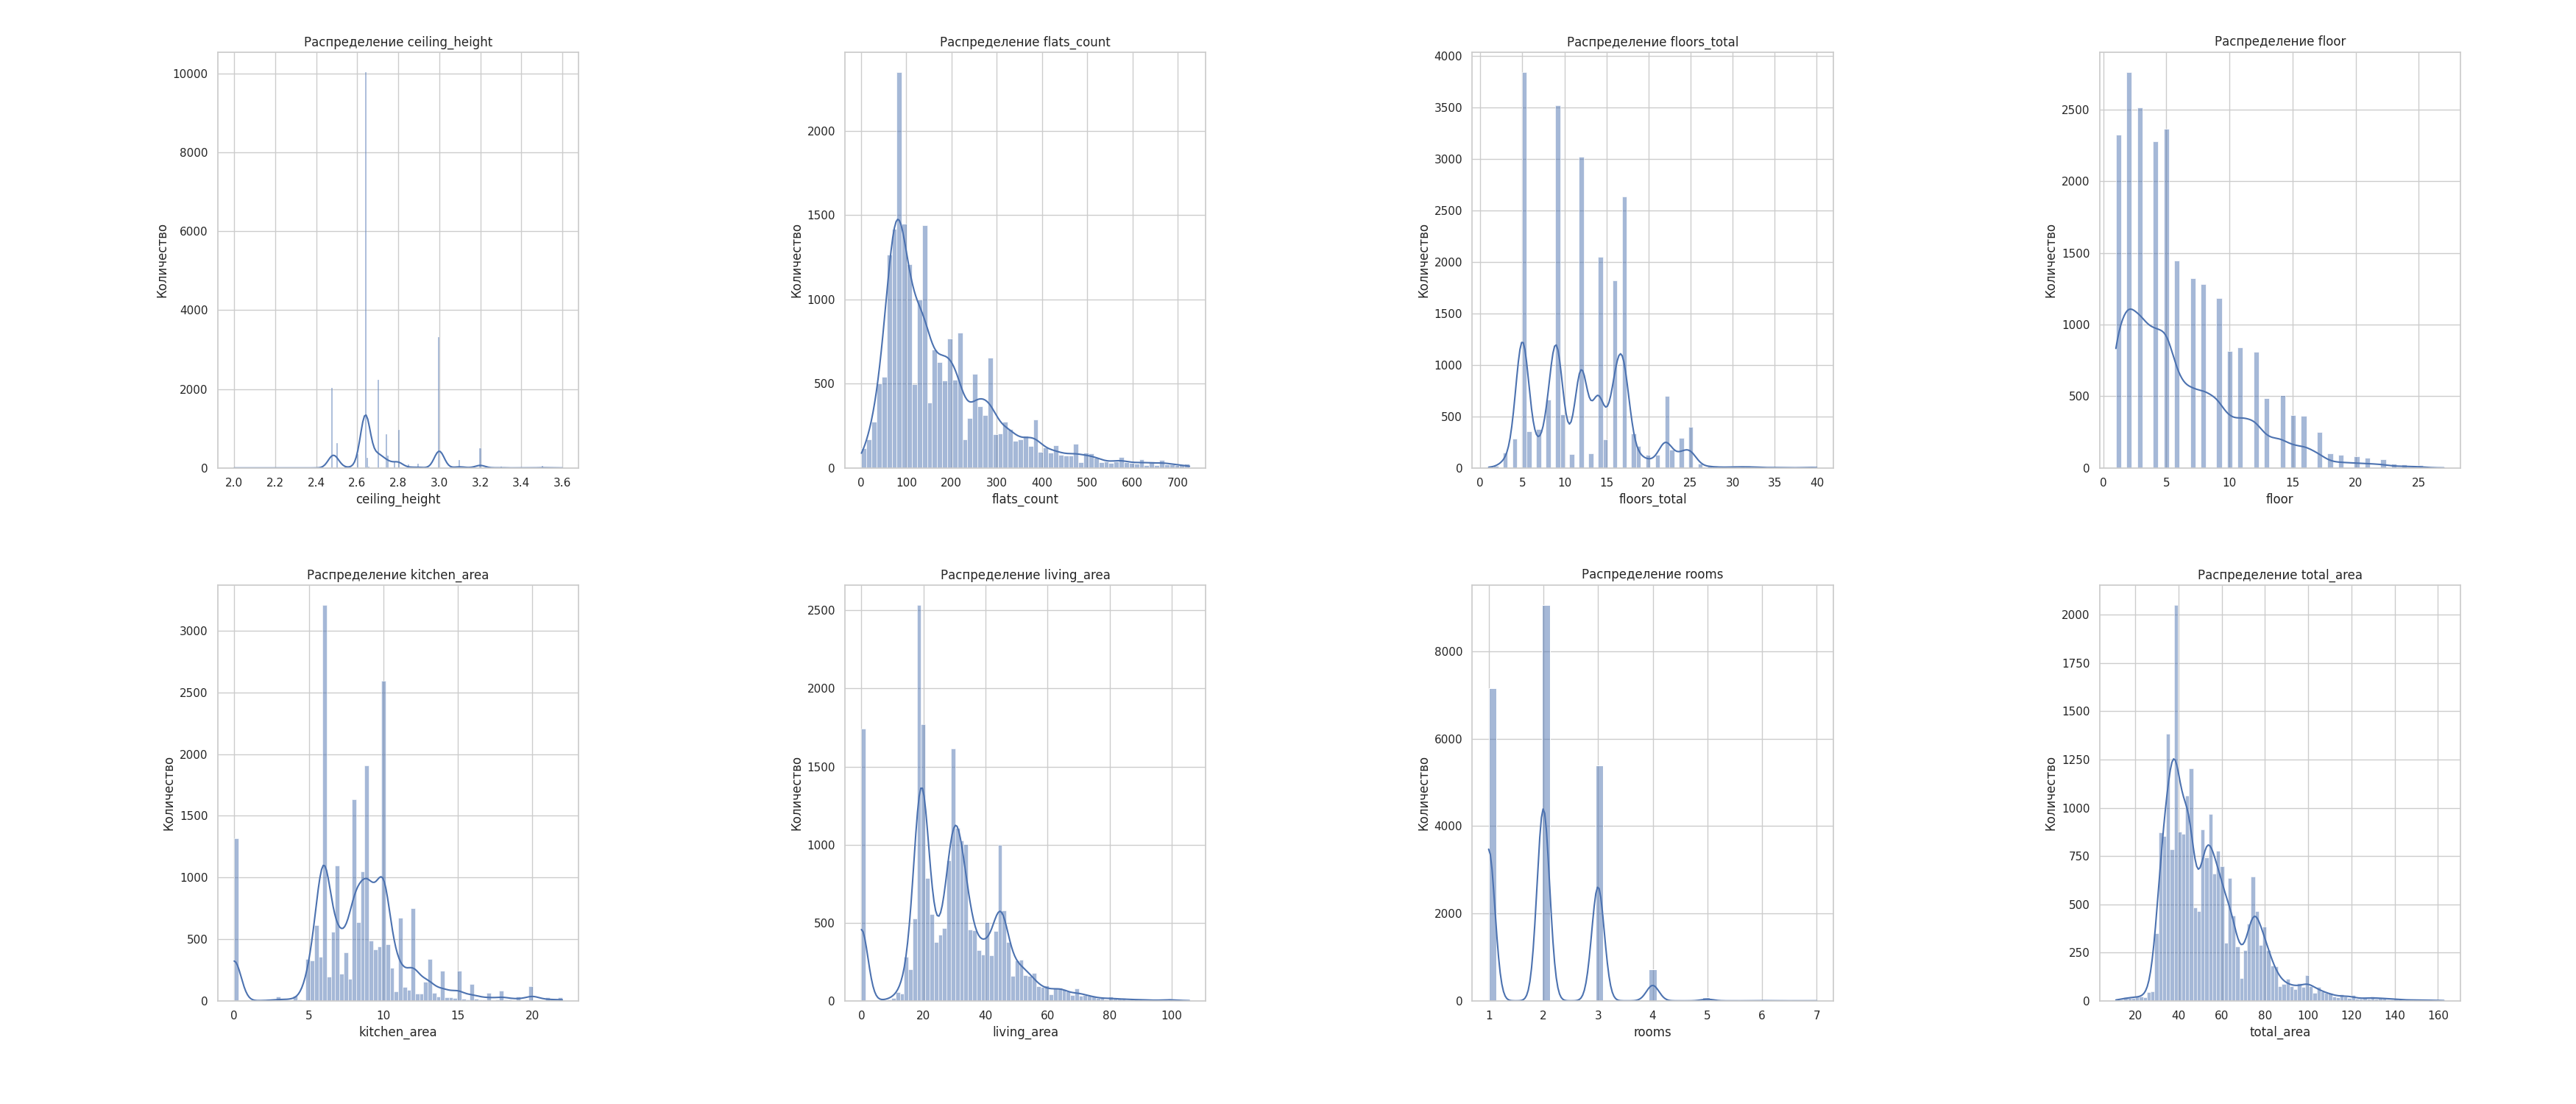 Распределение ceiling_height
10000
8000
6000
4000
2000
0
Количество
2.0 2.2 2.4 2.6 2.8 3.0 3.2 3.4 3.6
ceiling_height
Распределение flats_count
2000
1500
1000
500
0
Количество
0 100 200 300 400 500 600 700
flats_count
Распределение floors_total
4000
3500
3000
2500
2000
1500
1000
500
0
Количество
0 5 10 15 20 25 30 35 40
floors_total
Распределение floor
2500
2000
1500
1000
500
0
Количество
0 5 10 15 20 25
floor
Распределение kitchen_area
3000
2500
2000
1500
1000
500
0
Количество
0 5 10 15 20
kitchen_area
Распределение living_area
2500
2000
1500
1000
500
0
Количество
0 20 40 60 80 100
living_area
Распределение rooms
8000
6000
4000
2000
0
Количество
1 2 3 4 5 6 7
rooms
Распределение total_area
2000
1750
1500
1250
1000
750
500
250
0
Количество
20 40 60 80 100 120 140 160
total_area